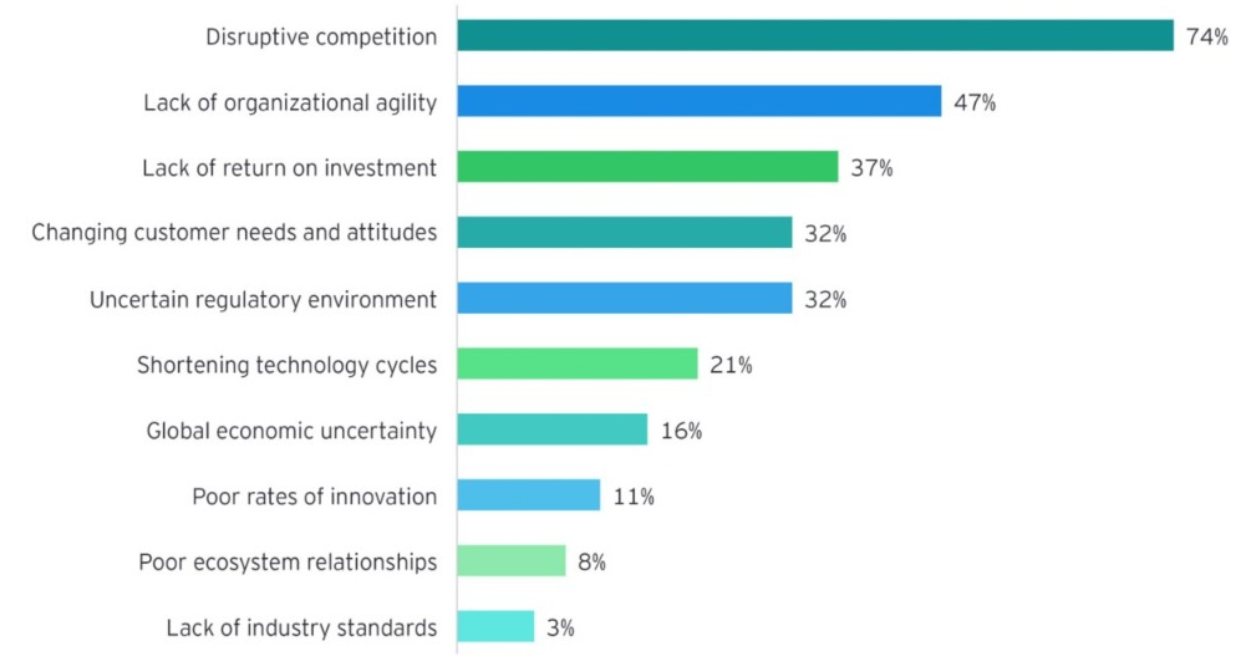 Disruptive competition 74%
Lack of organizational agility 47%
Lack of return on investment 37%
Changing customer needs and attitudes 32%
Uncertain regulatory environment 32%
Shortening technology cycles 21%
Global economic uncertainty 16%
Poor rates of innovation 11%
Poor ecosystem relationships 8%
Lack of industry standards 3%